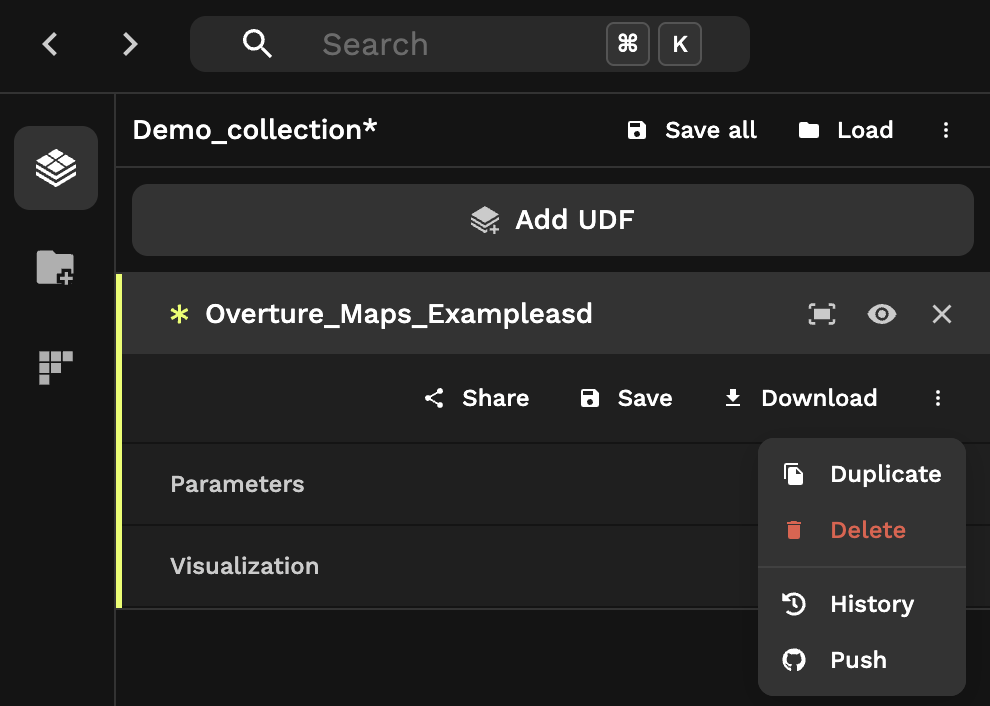 Search ⌘ K
Demo_collection* Save all Load
Add UDF
* Overture_Maps_Exampleasd
Share Save Download
Parameters
Visualization
Duplicate
Delete
History
Push